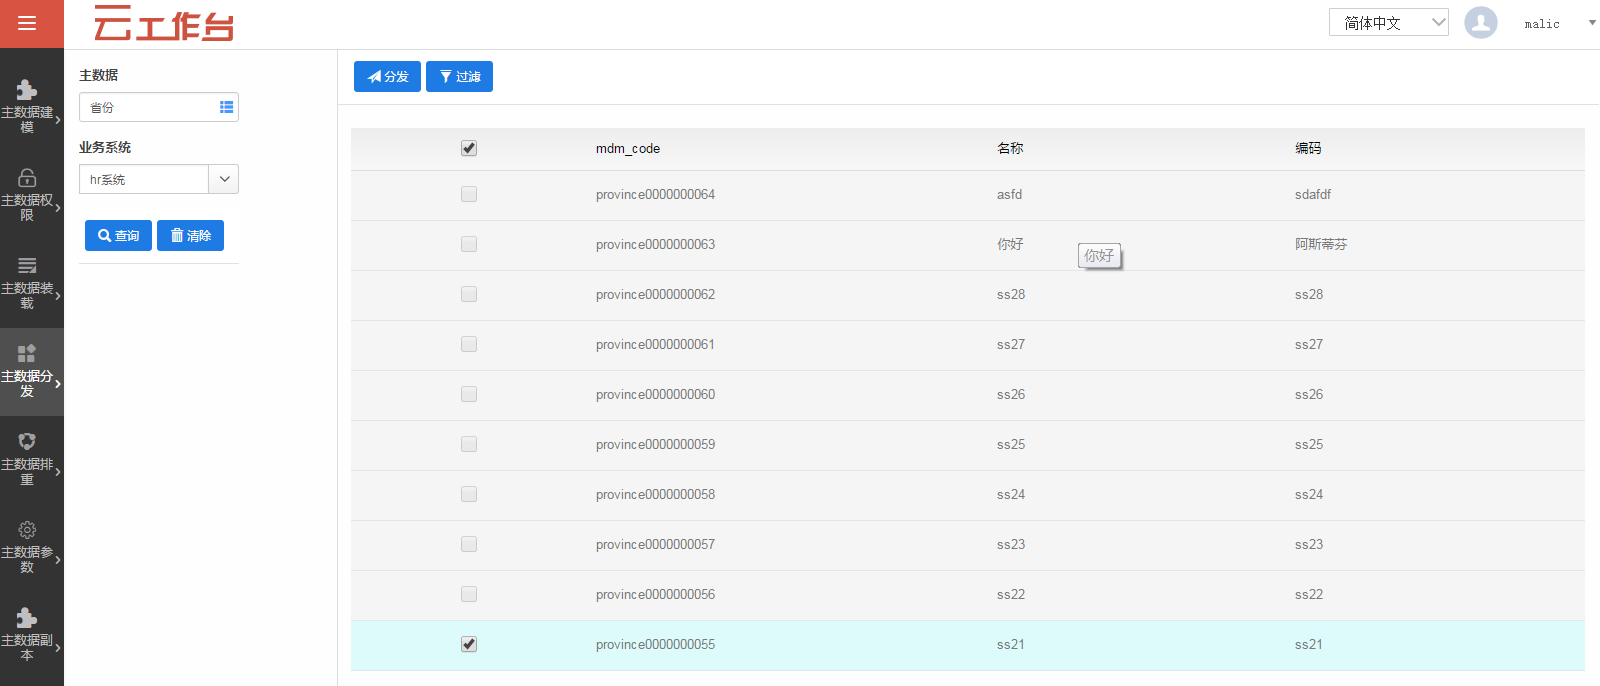 云工作台
简体中文
malic
主数据建
模
主数据权
限
主数据装
载
主数据分
发
主数据排
重
主数据参
数
主数据副
本
主数据
省份
业务系统
hr系统
查询 清除
分发 过滤
mdm_code 名称 编码
province0000000064 asfd sdafdf
province0000000063 你好 阿斯蒂芬
你好
province0000000062 ss28 ss28
province0000000061 ss27 ss27
province0000000060 ss26 ss26
province0000000059 ss25 ss25
province0000000058 ss24 ss24
province0000000057 ss23 ss23
province0000000056 ss22 ss22
province0000000055 ss21 ss21